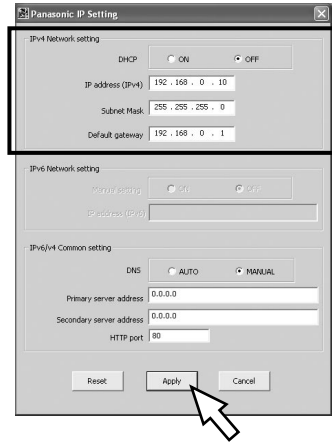 Panasonic IP Setting
IPv4 Network setting
DHCP ON OFF
IP address (IPv4) 192 . 168 . 0 . 10
Subnet Mask 255 . 255 . 255 . 0
Default gateway 192 . 168 . 0 . 1
IPv6 Network setting
Manual setting ON OFF
IP address (IPv6)
IPv6/v4 Common setting
DNS AUTO MANUAL
Primary server address 0.0.0.0
Secondary server address 0.0.0.0
HTTP port 80
Reset Apply Cancel